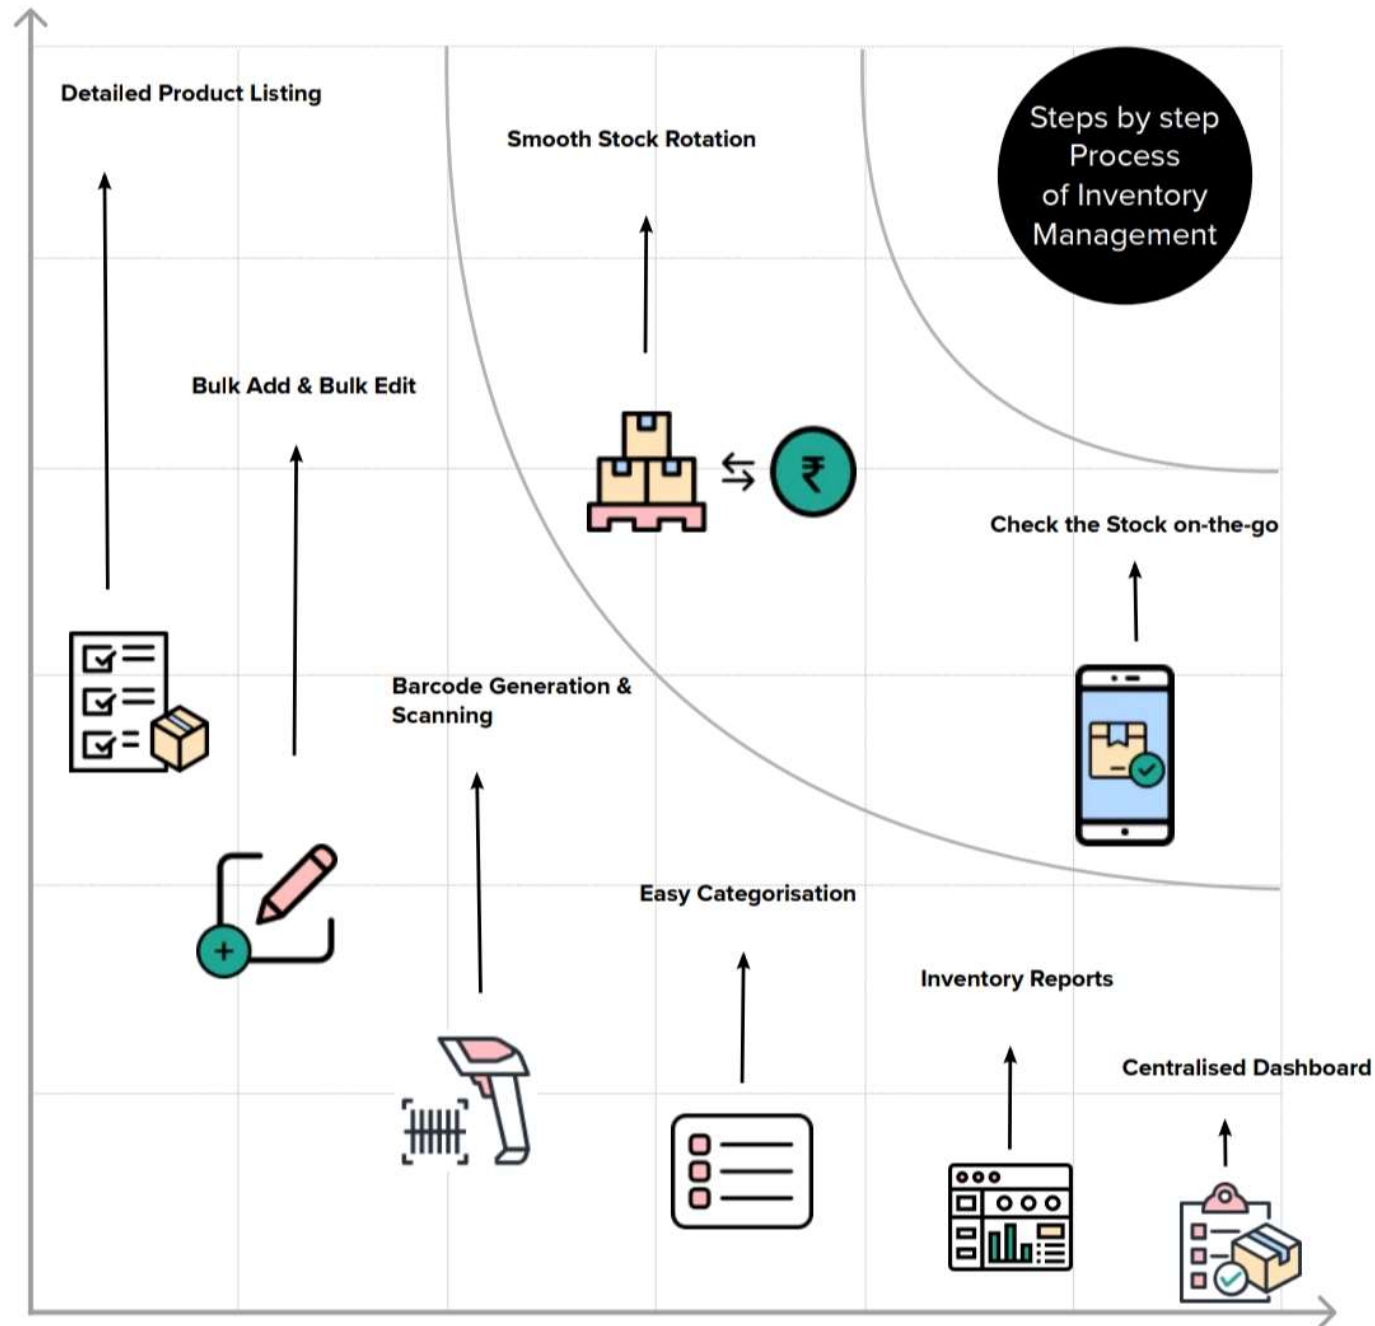 Detailed Product Listing
Smooth Stock Rotation
Steps by step
Process
of Inventory
Management
Bulk Add & Bulk Edit
₹
Check the Stock on-the-go
Barcode Generation &
Scanning
Easy Categorisation
Inventory Reports
Centralised Dashboard